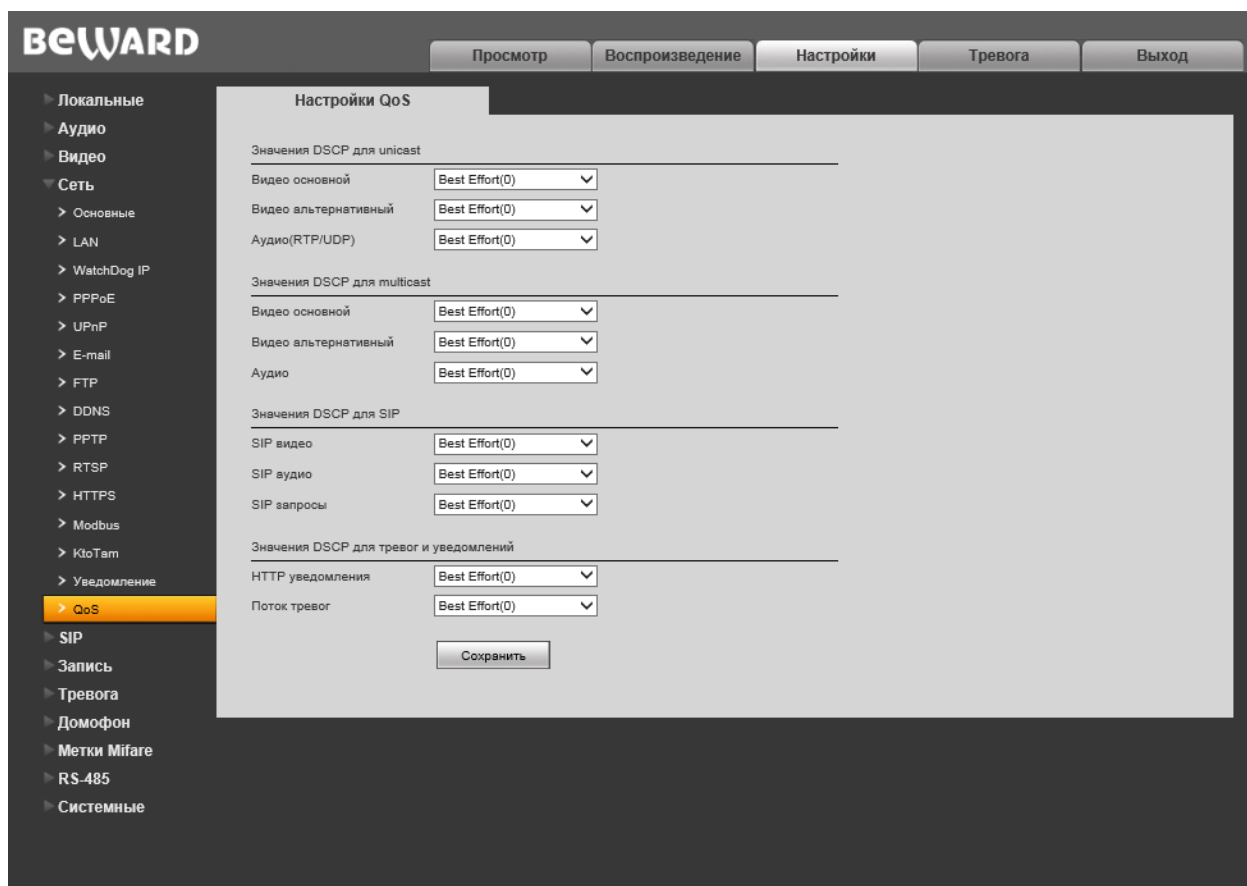 BEWARD
Просмотр
Воспроизведение
Настройки
Тревога
Выход
Локальные
Аудио
Видео
Сеть
Основные
LAN
WatchDog IP
PPPoE
UPnP
E-mail
FTP
DDNS
PPTP
RTSP
HTTPS
Modbus
KtoTam
Уведомление
QoS
SIP
Запись
Тревога
Домофон
Метки Mifare
RS-485
Системные
Настройки QoS
Значения DSCP для unicast
Видео основной Best Effort(0)
Видео альтернативный Best Effort(0)
Аудио(RTP/UDP) Best Effort(0)
Значения DSCP для multicast
Видео основной Best Effort(0)
Видео альтернативный Best Effort(0)
Аудио Best Effort(0)
Значения DSCP для SIP
SIP видео Best Effort(0)
SIP аудио Best Effort(0)
SIP запросы Best Effort(0)
Значения DSCP для тревог и уведомлений
HTTP уведомления Best Effort(0)
Поток тревог Best Effort(0)
Сохранить